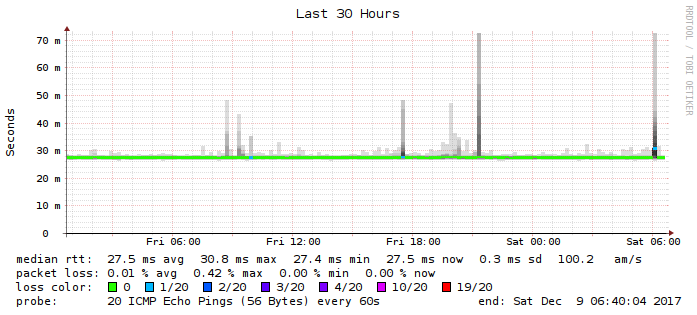 Last 30 Hours
RRDTOOL / TOBI OETIKER
Seconds
70 m
60 m
50 m
40 m
30 m
20 m
10 m
0
Fri 06:00 Fri 12:00 Fri 18:00 Sat 00:00 Sat 06:00
median rtt: 27.5 ms avg 30.8 ms max 27.4 ms min 27.5 ms now 0.3 ms sd 100.2 am/s
packet loss: 0.01 % avg 0.42 % max 0.00 % min 0.00 % now
loss color: 0 1/20 2/20 3/20 4/20 10/20 19/20
probe: 20 ICMP Echo Pings (56 Bytes) every 60s end: Sat Dec 9 06:40:04 2017